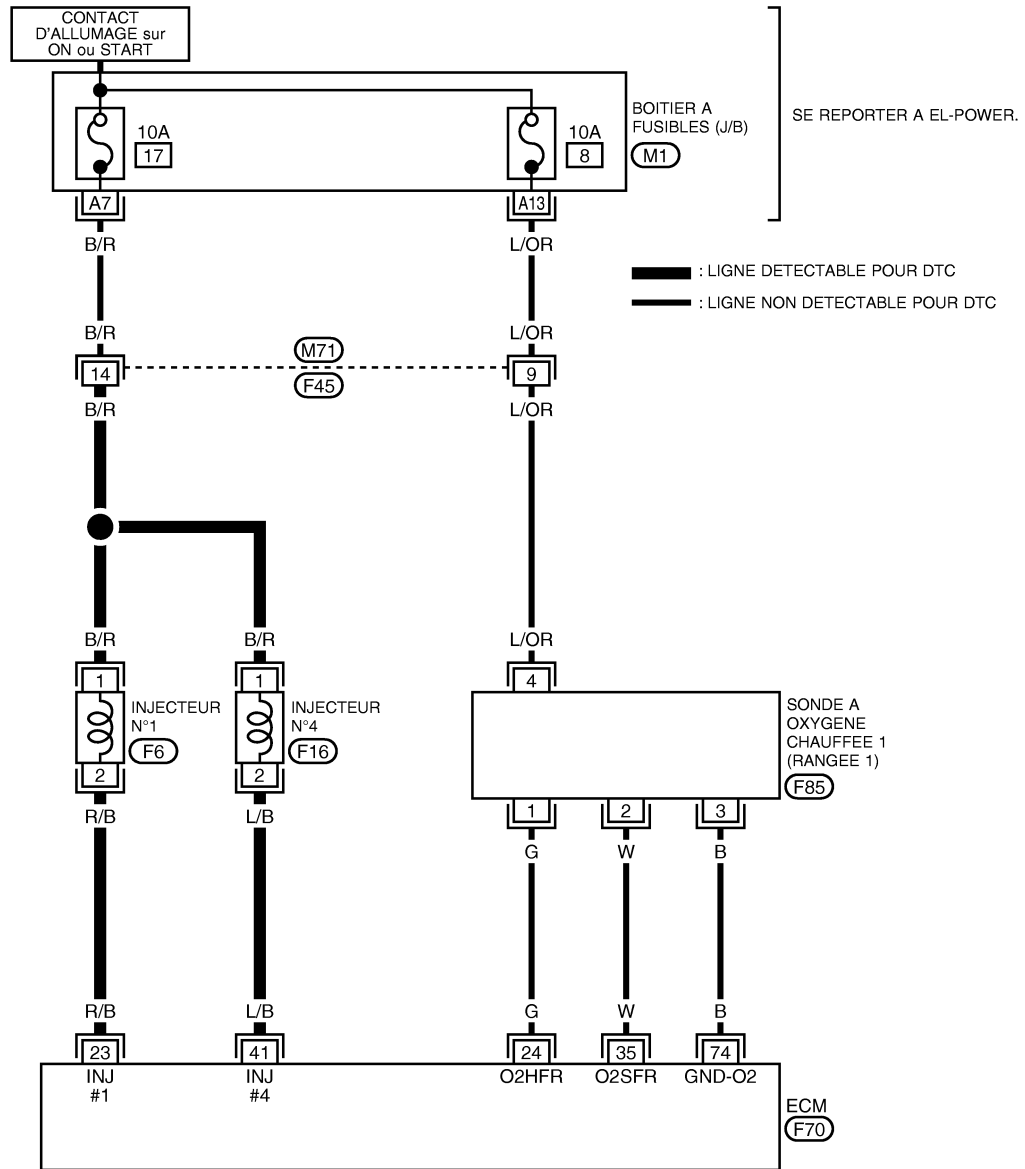 CONTACT
D'ALLUMAGE sur
ON ou START
BOITIER A
FUSIBLES (J/B)
M1
SE REPORTER A EL-POWER.
10A
17
10A
8
A7
A13
B/R
L/OR
: LIGNE DETECTABLE POUR DTC
: LIGNE NON DETECTABLE POUR DTC
B/R
L/OR
M71
14
9
F45
B/R
L/OR
B/R
B/R
L/OR
1
1
4
INJECTEUR
N°1
F6
INJECTEUR
N°4
F16
SONDE A
OXYGENE
CHAUFFEE 1
(RANGEE 1)
F85
2
2
1
2
3
R/B
L/B
G
W
B
R/B
L/B
G
W
B
23
41
24
35
74
INJ
#1
INJ
#4
O2HFR
O2SFR
GND-O2
ECM
F70